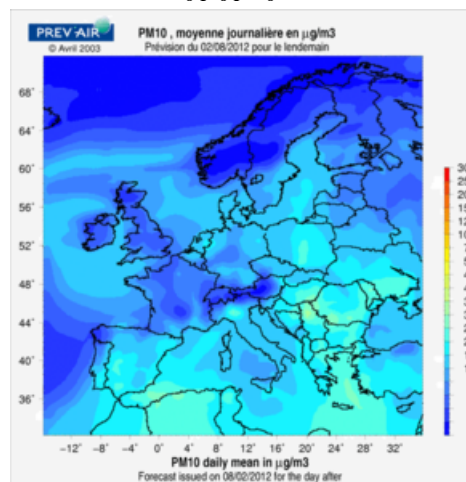 PREV'AIR
© Avril 2003
PM10 , moyenne journalière en µg/m3
Prévision du 02/08/2012 pour le lendemain
68°
64°
60°
56°
52°
48°
44°
40°
36°
−12° −8° −4° 0° 4° 8° 12° 16° 20° 24° 28° 32°
PM10 daily mean in µg/m3
Forecast issued on 08/02/2012 for the day after